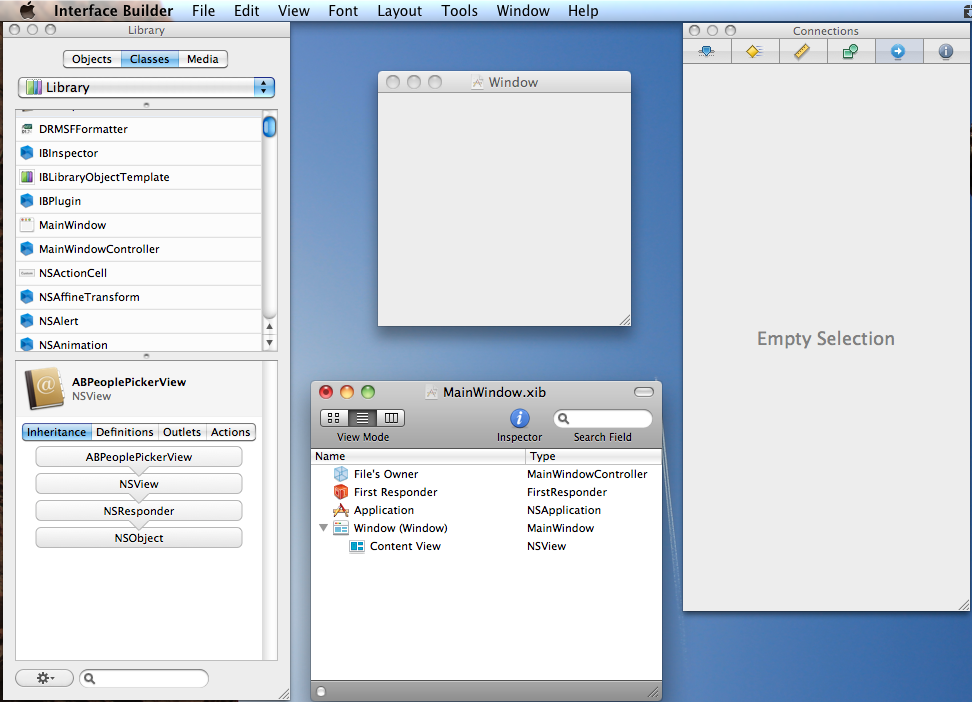 Interface Builder File Edit View Font Layout Tools Window Help
Library
Objects Classes Media
Library
DRMSFFormatter
IBInspector
IBLibraryObjectTemplate
IBPlugin
MainWindow
MainWindowController
NSActionCell
NSAffineTransform
NSAlert
NSAnimation
ABPeoplePickerView
NSView
Inheritance Definitions Outlets Actions
ABPeoplePickerView
NSView
NSResponder
NSObject
Window
MainWindow.xib
View Mode Inspector Search Field
Name Type
File's Owner MainWindowController
First Responder FirstResponder
Application NSApplication
Window (Window) MainWindow
Content View NSView
Connections
Empty Selection